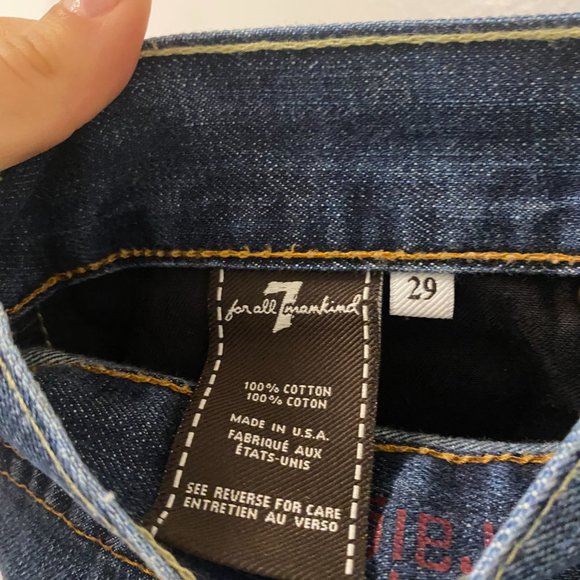 for all 7 mankind
29
100% COTTON
100% COTON
MADE IN U.S.A.
FABRIQUÉ AUX
ÉTATS-UNIS
SEE REVERSE FOR CARE
ENTRETIEN AU VERSO